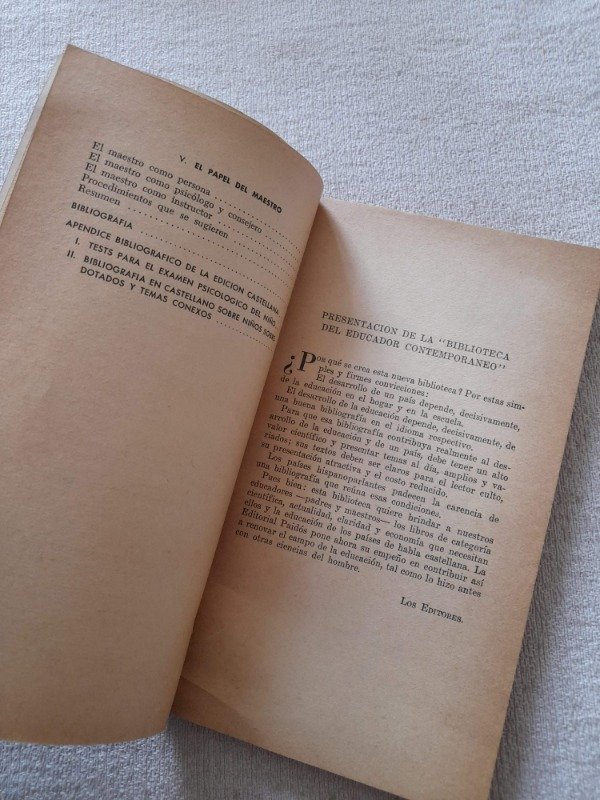 V. EL PAPEL DEL MAESTRO
El maestro como persona
El maestro como psicólogo y consejero
El maestro como instructor
Procedimientos que se sugieren
Resumen
BIBLIOGRAFIA
APENDICE BIBLIOGRAFICO DE LA EDICION CASTELLANA
I. TESTS PARA EL EXAMEN PSICOLOGICO DEL NIÑO
II. BIBLIOGRAFIA EN CASTELLANO SOBRE NIÑOS SOBRE-
DOTADOS Y TEMAS CONEXOS
PRESENTACION DE LA "BIBLIOTECA
DEL EDUCADOR CONTEMPORANEO"
¿Por qué se crea esta nueva biblioteca? Por estas sim-
ples y firmes convicciones:
El desarrollo de un país depende, decisivamente,
de la educación en el hogar y en la escuela.
El desarrollo de la educación depende, decisivamente, de
una buena bibliografía en el idioma respectivo.
Para que esa bibliografía contribuya realmente al des-
arrollo de la educación y de un país, debe tener un alto
valor científico y presentar temas al día, amplios y va-
riados; sus textos deben ser claros para el lector culto,
su presentación atractiva y el costo reducido.
Los países hispanoparlantes padecen la carencia de
una bibliografía que reúna esas condiciones.
Pues bien: esta biblioteca quiere brindar a nuestros
educadores —padres y maestros— los libros de categoría
científica, actualidad, claridad y economía que necesitan
ellos y la educación de los países de habla castellana. La
Editorial Paidós pone ahora su empeño en contribuir así
a renovar el campo de la educación, tal como lo hizo antes
con otras ciencias del hombre.
LOS EDITORES.